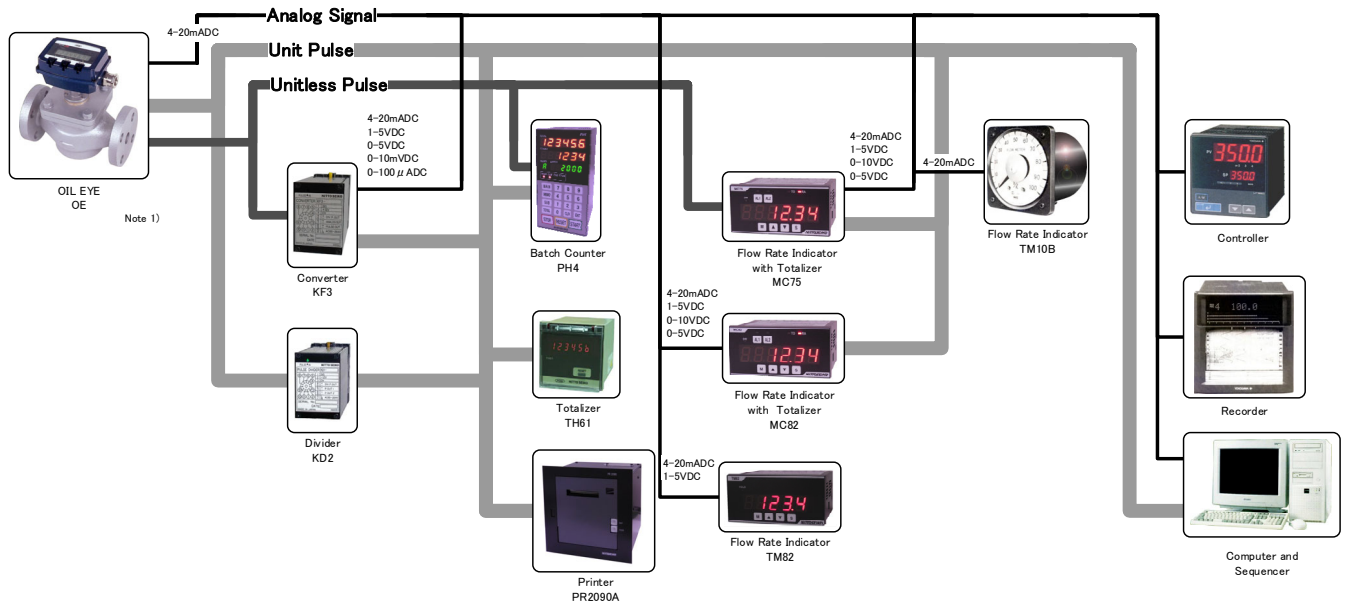 Analog Signal
4-20mADC
Unit Pulse
Unitless Pulse
OIL EYE
OE
Note 1)
4-20mADC
1-5VDC
0-5VDC
0-10mVDC
0-100μADC
Converter
KF3
Divider
KD2
123456
1234
2000
Batch Counter
PH4
123456
Totalizer
TH61
Printer
PR2090A
12.34
Flow Rate Indicator
with Totalizer
MC75
4-20mADC
1-5VDC
0-10VDC
0-5VDC
4-20mADC
1-5VDC
0-10VDC
0-5VDC
12.34
Flow Rate Indicator
with Totalizer
MC82
4-20mADC
1-5VDC
123.4
Flow Rate Indicator
TM82
4-20mADC
Flow Rate Indicator
TM10B
350.0
350.0
Controller
100.0
Recorder
Computer and
Sequencer